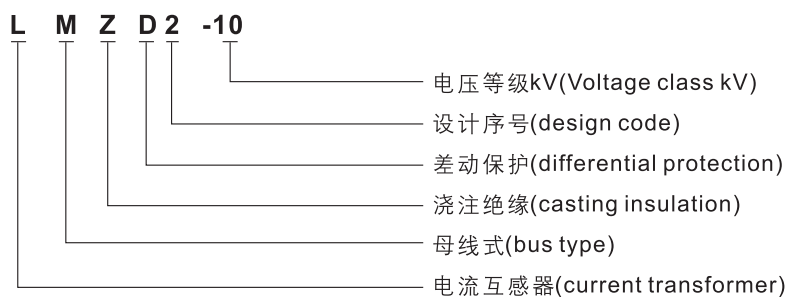 L M Z D 2 -10
电压等级kV(Voltage class kV)
设计序号(design code)
差动保护(differential protection)
浇注绝缘(casting insulation)
母线式(bus type)
电流互感器(current transformer)